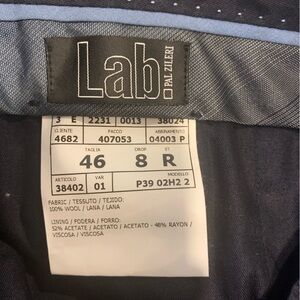 Lab
PAL ZILERI
3 E 2231 0013 38024
CLIENTE PACCO ABBINAMENTO
4682 407053 04003 P
TAGLIA DROP ST
46 8 R
ARTICOLO VAR MODELLO
38402 01 P39 02H2 2
FABRIC / TESSUTO / TEJIDO:
100% WOOL / LANA / LANA
LINING / FODERA / FORRO:
52% ACETATE / ACETATO / ACETATO - 48% RAYON /
VISCOSA / VISCOSA